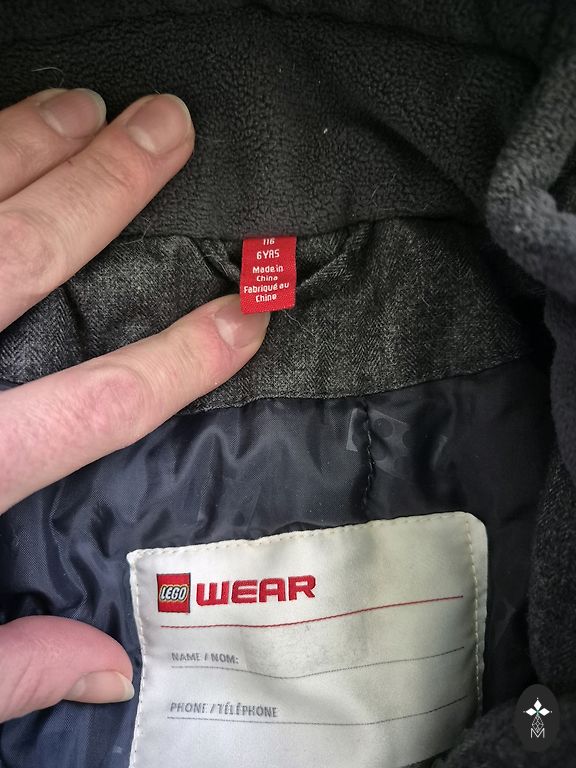 116
6YRS
Made in
China
Fabriqué au
Chine
LEGO WEAR
NAME / NOM:
PHONE / TÉLÉPHONE
M